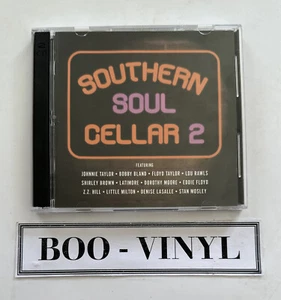 SOUTHERN
SOUL
CELLAR 2
FEATURING
JOHNNIE TAYLOR • BOBBY BLAND • FLOYD TAYLOR • LOU RAWLS
SHIRLEY BROWN • LATIMORE • DOROTHY MOORE • EDDIE FLOYD
Z.Z. HILL • LITTLE MILTON • DENISE LASALLE • STAN MOSLEY
BOO - VINYL